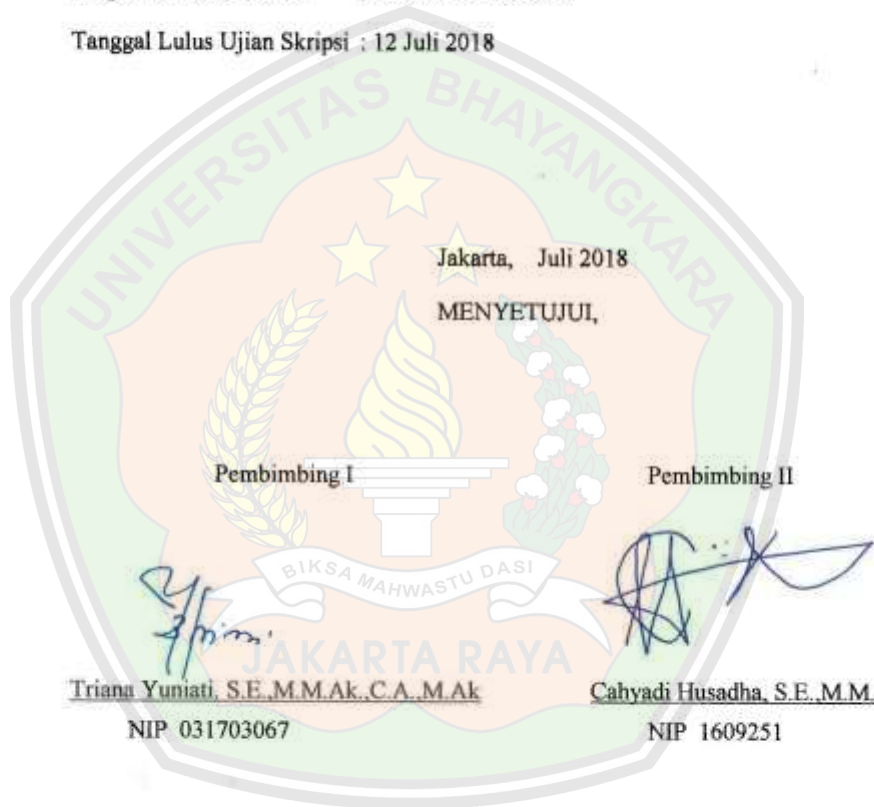 Tanggal Lulus Ujian Skripsi : 12 Juli 2018
UNIVERSITAS BHAYANGKARA
Jakarta, Juli 2018
MENYETUJUI,
Pembimbing I
Pembimbing II
BIKSA MAHWASTU DASI
JAKARTA RAYA
Triana Yuniati, S.E.,M.M.Ak.,C.A.,M.Ak
Cahyadi Husadha, S.E.,M.M.
NIP 031703067
NIP 1609251